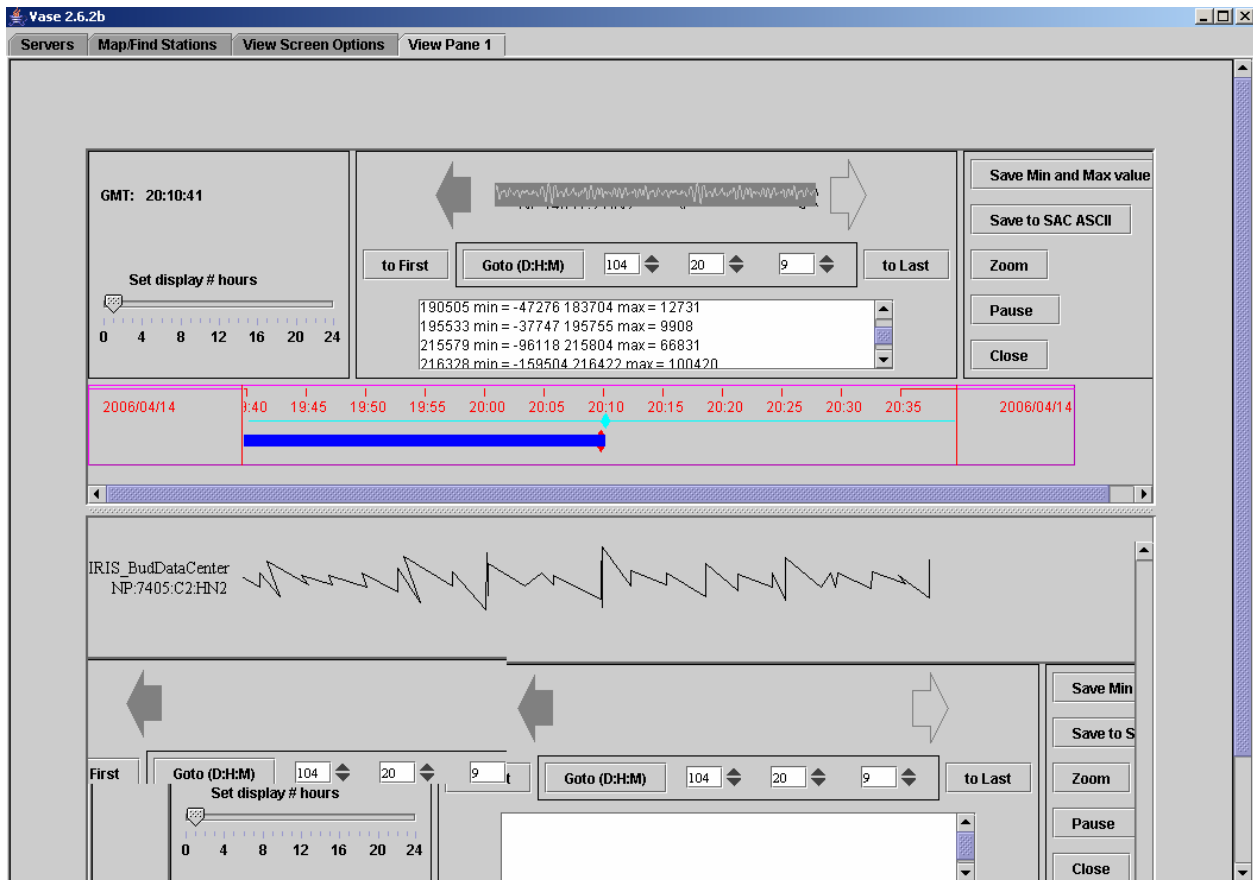 Vase 2.6.2b
Servers Map/Find Stations View Screen Options View Pane 1
GMT: 20:10:41
Save Min and Max value
Save to SAC ASCII
to First Goto (D:H:M) 104 20 9 to Last Zoom
Set display # hours
Pause
0 4 8 12 16 20 24
190505 min = -47276 183704 max = 12731
195533 min = -37747 195755 max = 9908
215579 min = -96118 215804 max = 66831
216328 min = -159504 216422 max = 100420
Close
2006/04/14 9:40 19:45 19:50 19:55 20:00 20:05 20:10 20:15 20:20 20:25 20:30 20:35 2006/04/14
IRIS_BudDataCenter
NP:7405:C2:HN2
Save Min
Save to S
First Goto (D:H:M) 104 20 9 t Goto (D:H:M) 104 20 9 to Last Zoom
Set display # hours
Pause
0 4 8 12 16 20 24
Close